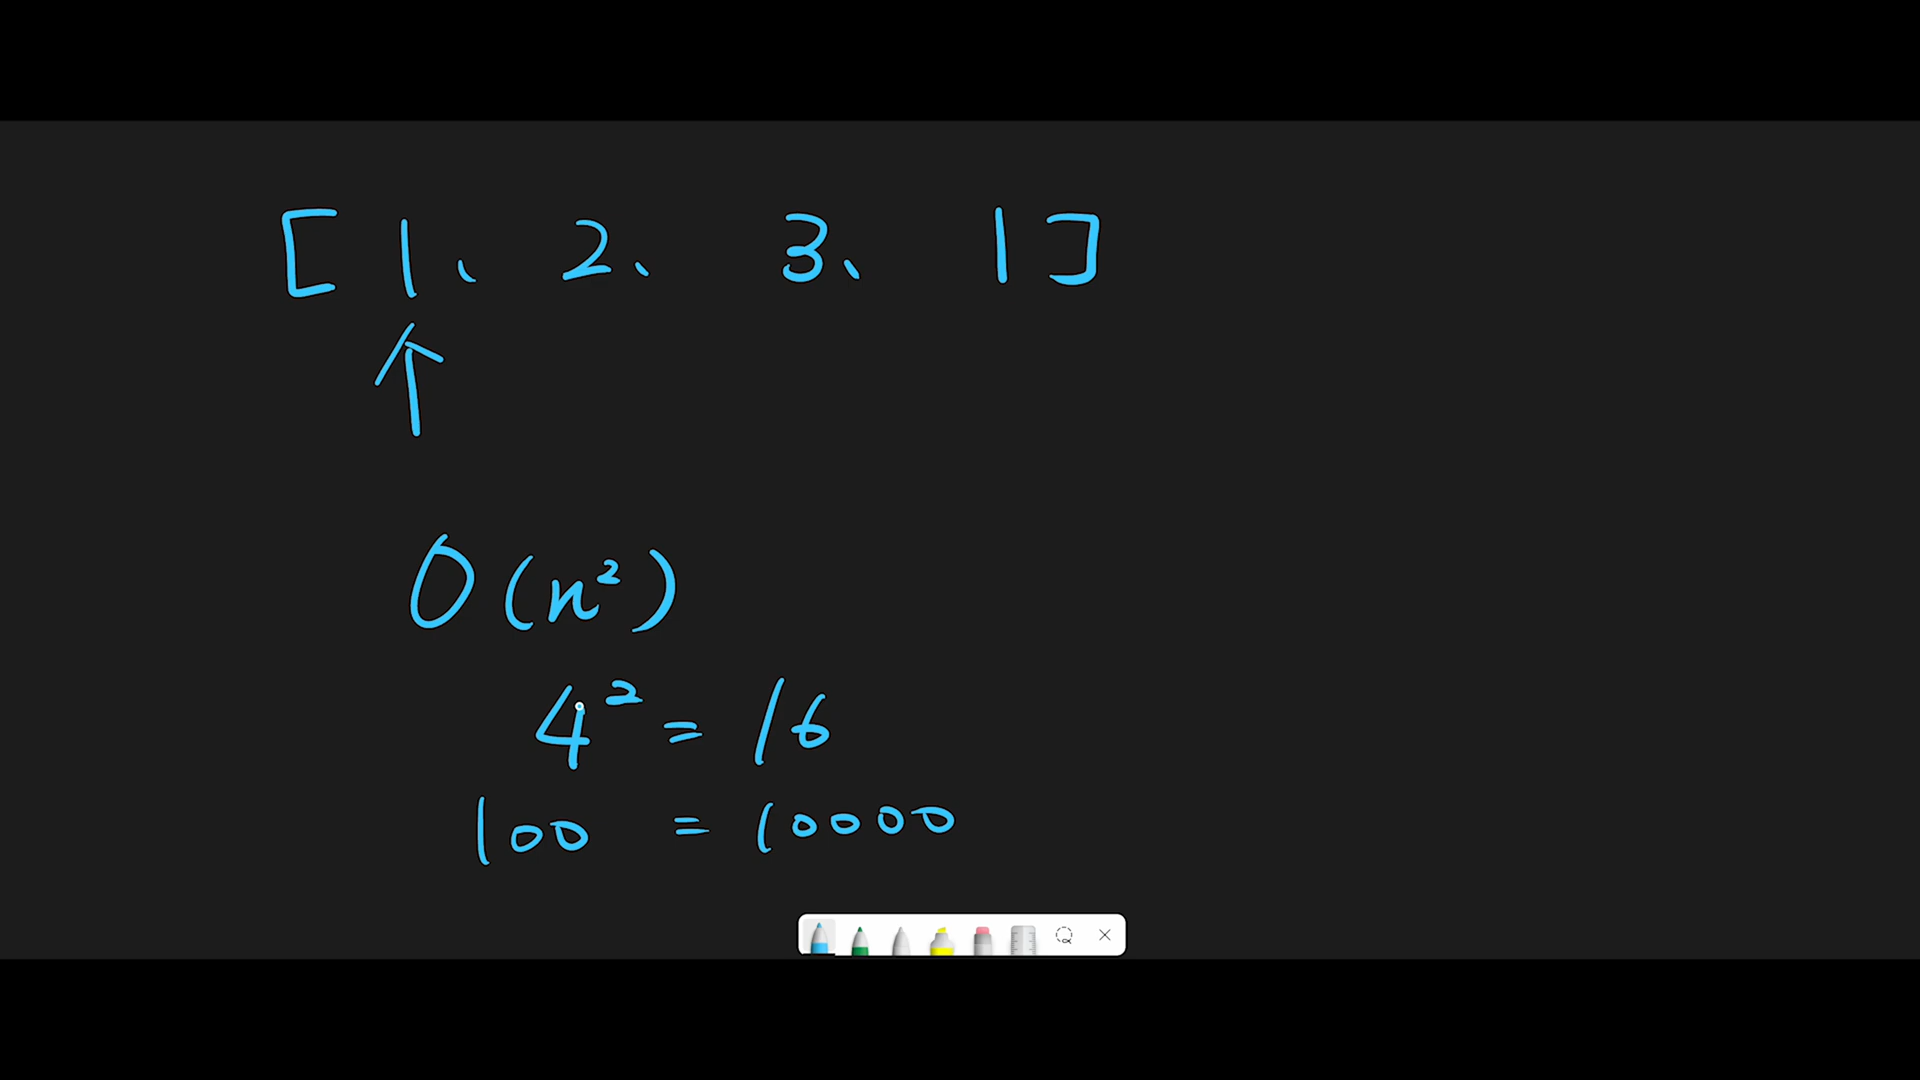 [ 1、 2、 3、 1 ]
O(n²)
4² = 16
100 = 10000